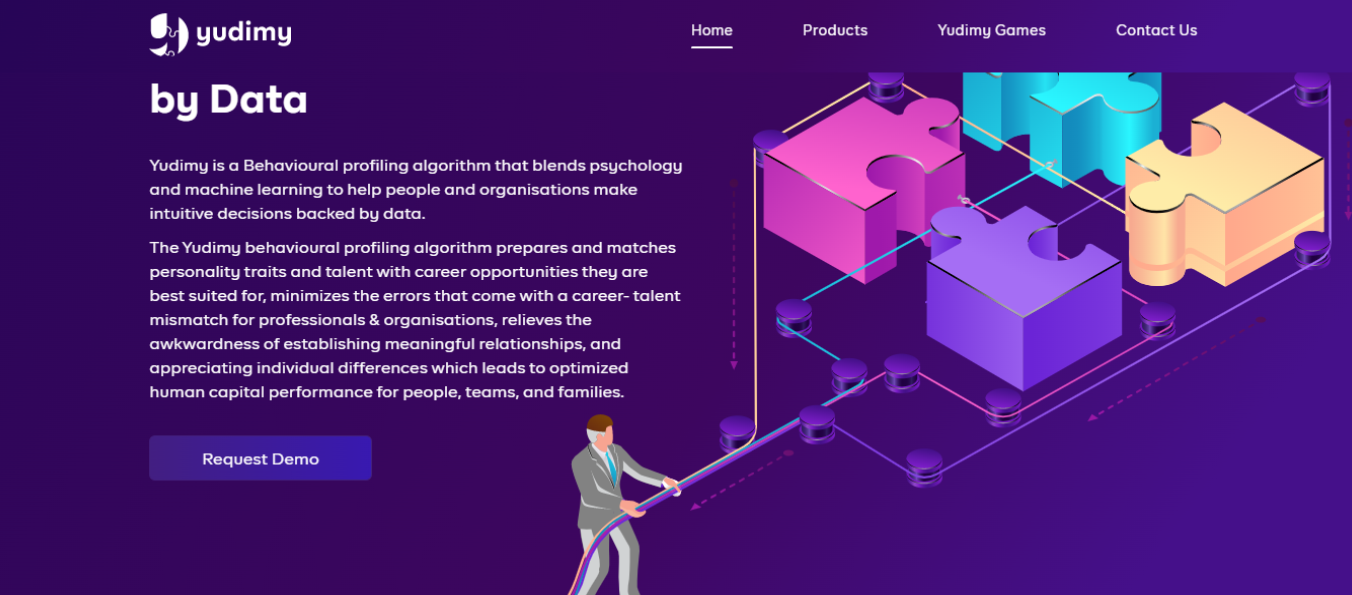 yudimy
Home
Products
Yudimy Games
Contact Us
by Data
Yudimy is a Behavioural profiling algorithm that blends psychology
and machine learning to help people and organisations make
intuitive decisions backed by data.
The Yudimy behavioural profiling algorithm prepares and matches
personality traits and talent with career opportunities they are
best suited for, minimizes the errors that come with a career- talent
mismatch for professionals & organisations, relieves the
awkwardness of establishing meaningful relationships, and
appreciating individual differences which leads to optimized
human capital performance for people, teams, and families.
Request Demo